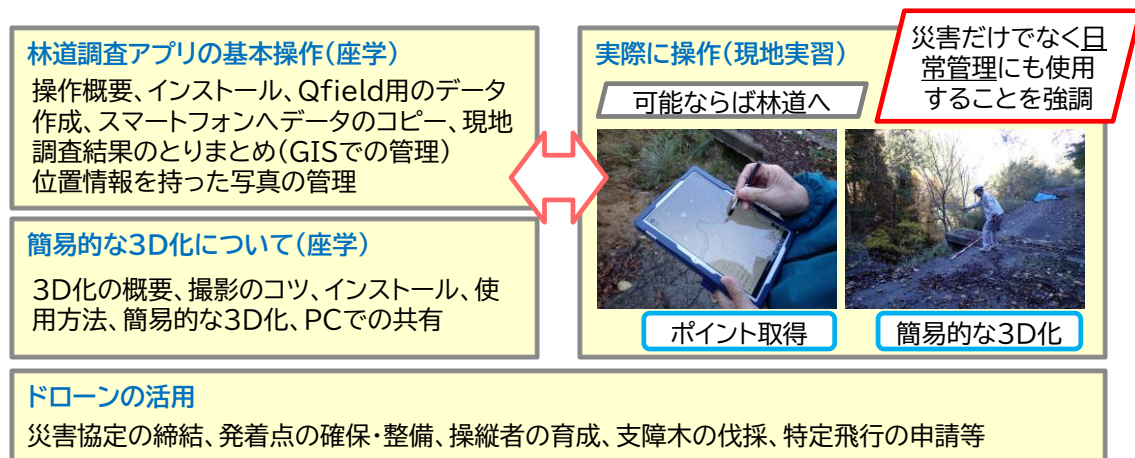 林道調査アプリの基本操作(座学)
操作概要、インストール、Qfield用のデータ
作成、スマートフォンへデータのコピー、現地
調査結果のとりまとめ(GISでの管理)
位置情報を持った写真の管理
簡易的な3D化について(座学)
3D化の概要、撮影のコツ、インストール、使
用方法、簡易的な3D化、PCでの共有
実際に操作(現地実習)
災害だけでなく日
常管理にも使用
することを強調
可能ならば林道へ
ポイント取得
簡易的な3D化
ドローンの活用
災害協定の締結、発着点の確保・整備、操縦者の育成、支障木の伐採、特定飛行の申請等